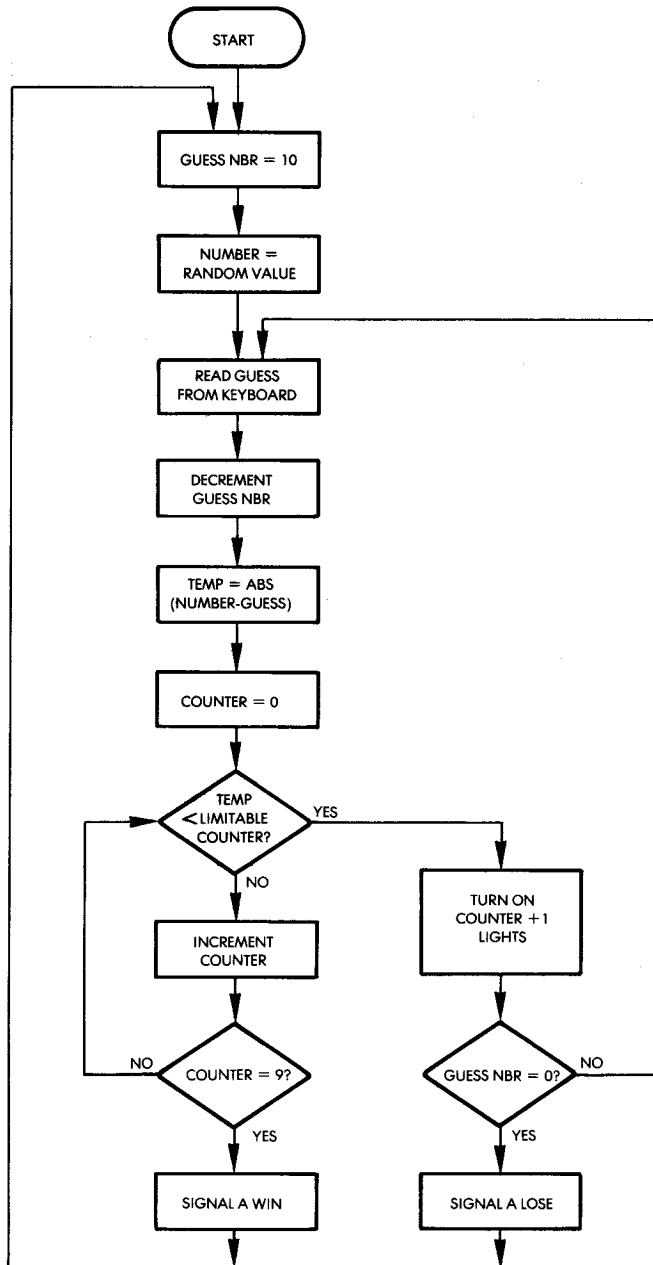 START
GUESS NBR = 10
NUMBER =
RANDOM VALUE
READ GUESS
FROM KEYBOARD
DECREMENT
GUESS NBR
TEMP = ABS
(NUMBER-GUESS)
COUNTER = 0
TEMP
< LIMITABLE
COUNTER?
YES
NO
INCREMENT
COUNTER
TURN ON
COUNTER +1
LIGHTS
COUNTER = 9?
NO
YES
GUESS NBR = 0?
NO
YES
SIGNAL A WIN
SIGNAL A LOSE